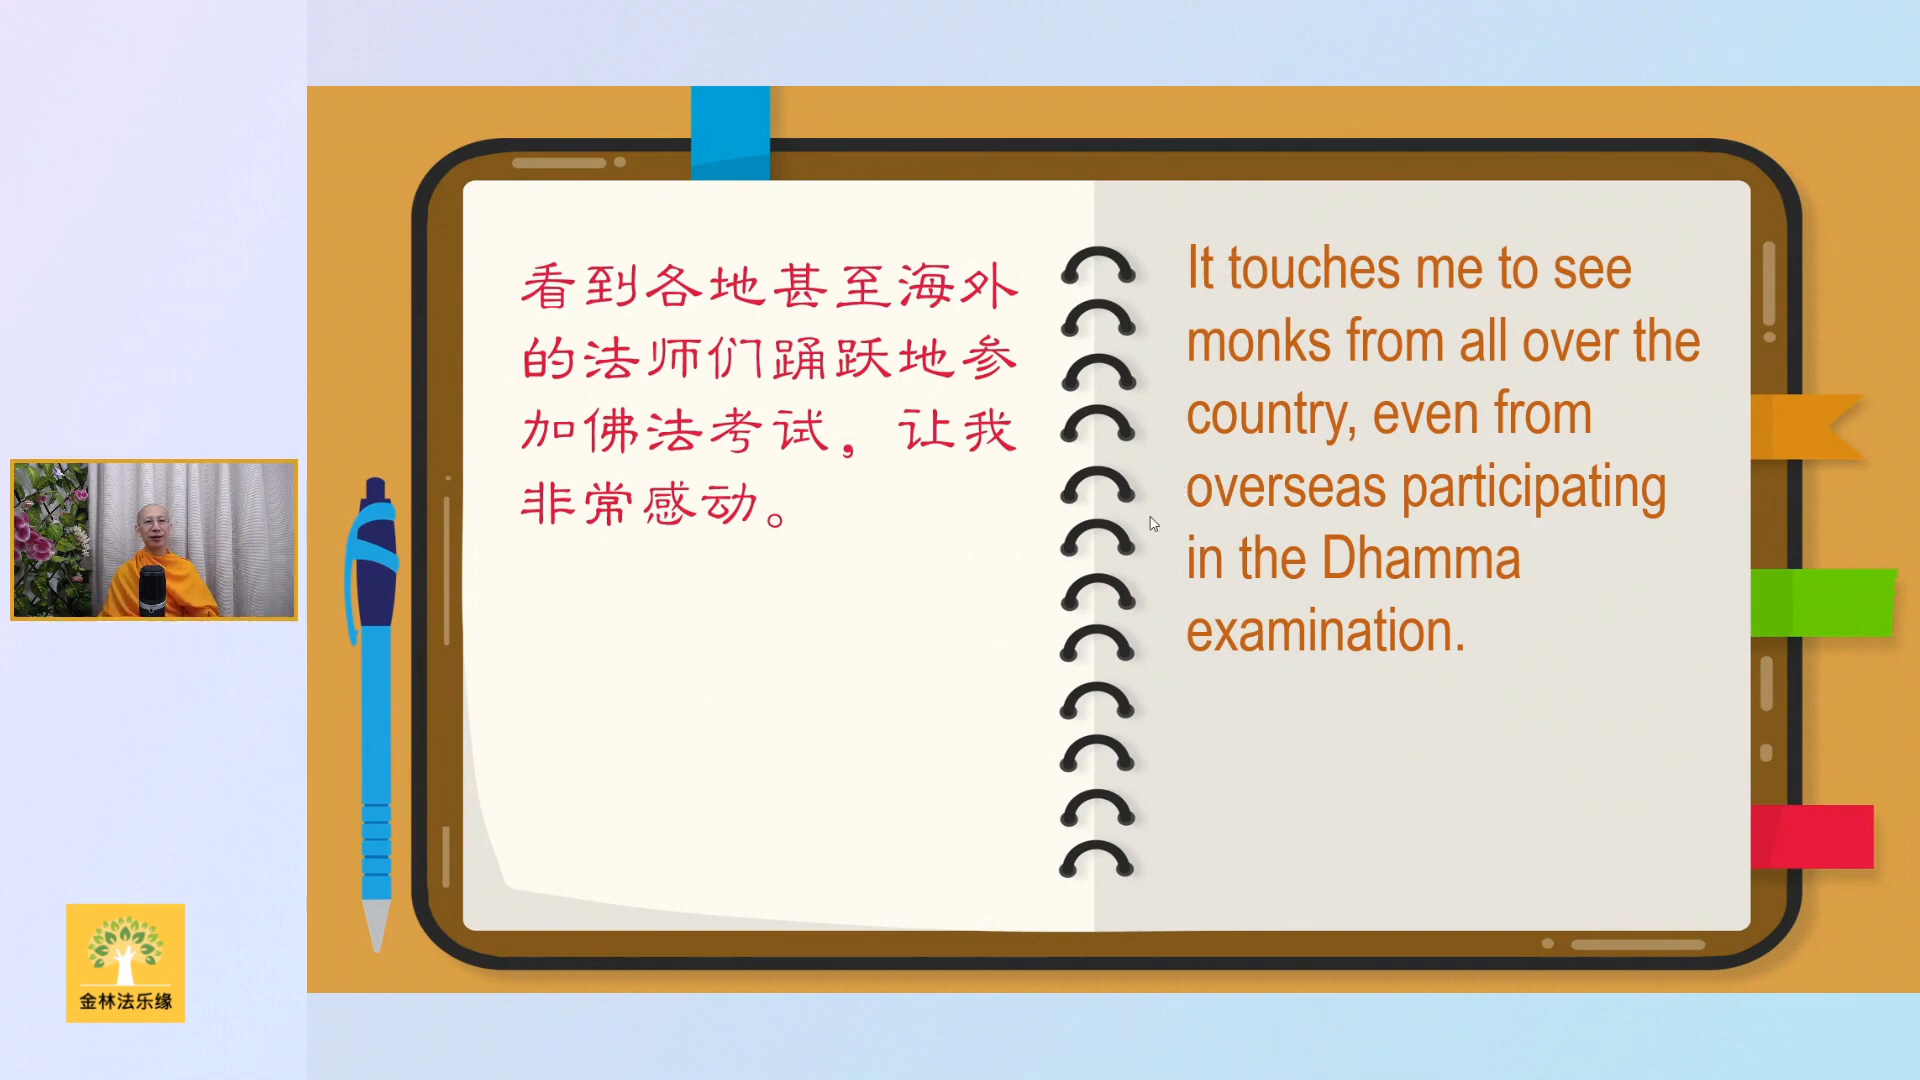 看到各地甚至海外
的法师们踊跃地参
加佛法考试，让我
非常感动。
It touches me to see
monks from all over the
country, even from
overseas participating
in the Dhamma
examination.
金林法乐缘